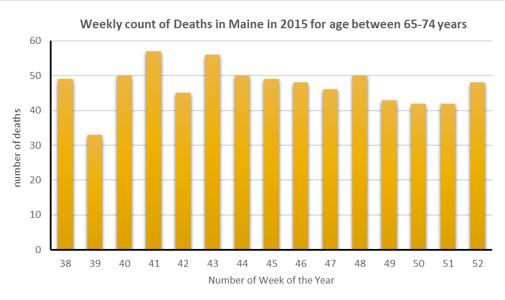 Weekly count of Deaths in Maine in 2015 for age between 65-74 years
60
50
40
30
20
10
0
number of deaths
38 39 40 41 42 43 44 45 46 47 48 49 50 51 52
Number of Week of the Year